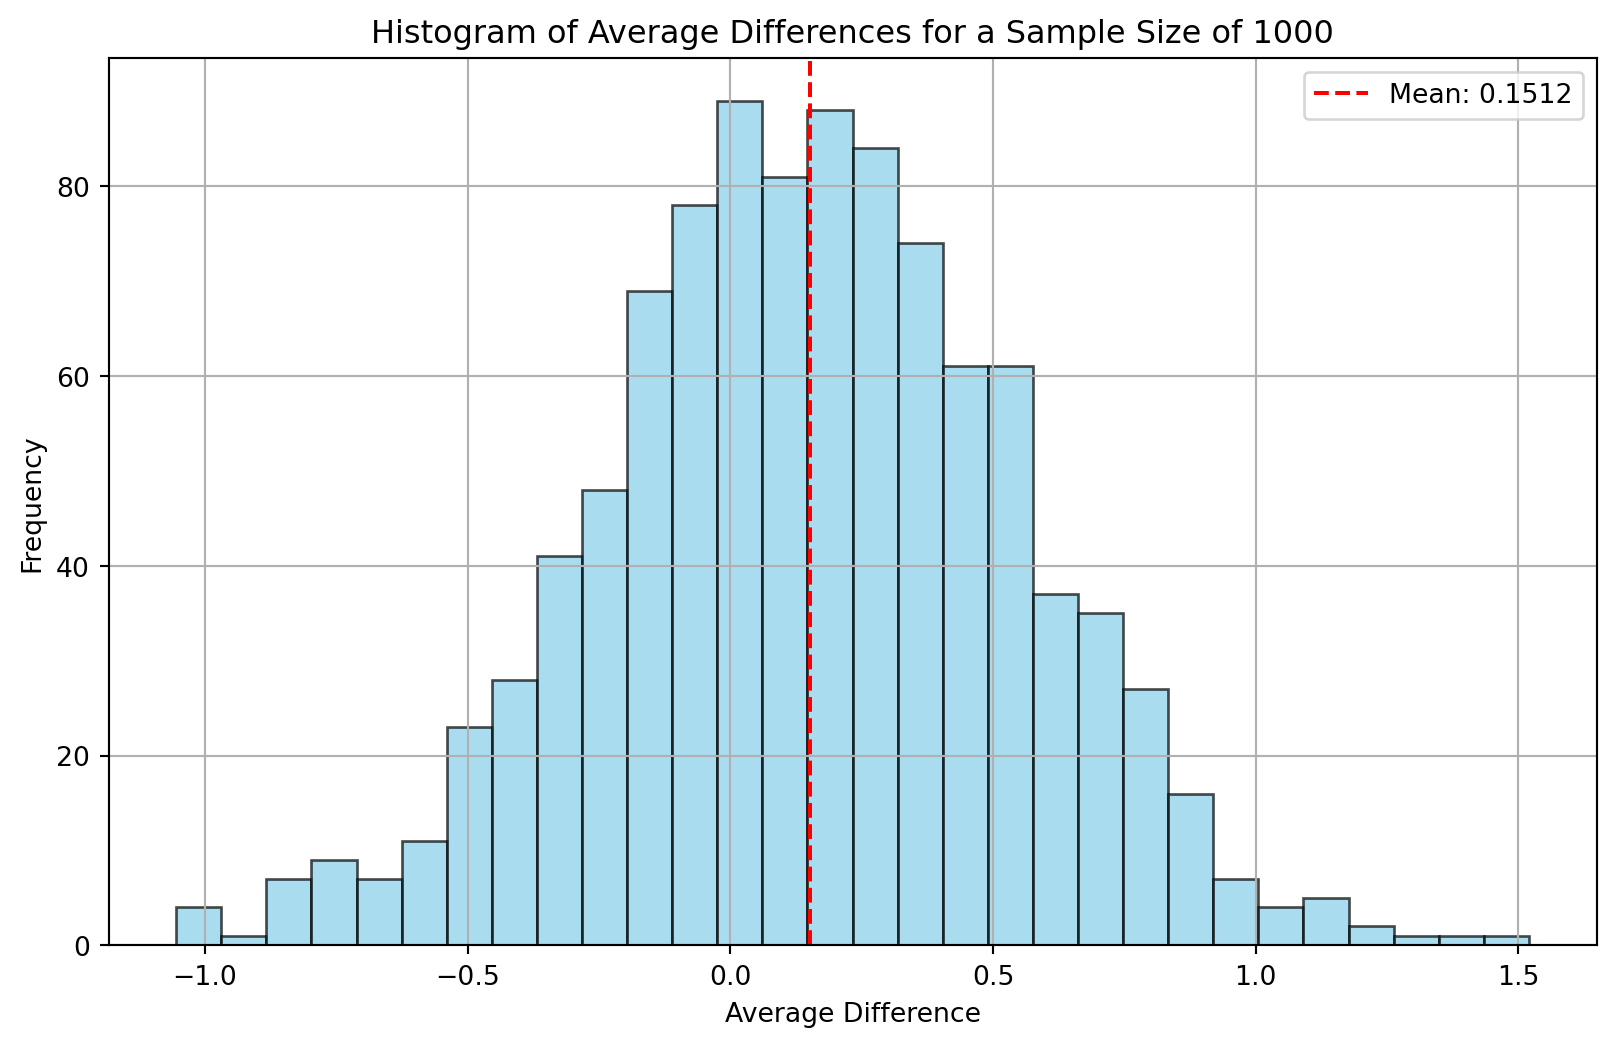 Histogram of Average Differences for a Sample Size of 1000
Mean: 0.1512
Frequency
80
60
40
20
0
−1.0 −0.5 0.0 0.5 1.0 1.5
Average Difference